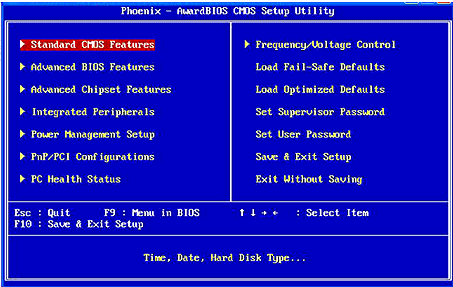 Phoenix - AwardBIOS CMOS Setup Utility
Standard CMOS Features
Advanced BIOS Features
Advanced Chipset Features
Integrated Peripherals
Power Management Setup
PnP/PCI Configurations
PC Health Status
Frequency/Voltage Control
Load Fail-Safe Defaults
Load Optimized Defaults
Set Supervisor Password
Set User Password
Save & Exit Setup
Exit Without Saving
Esc : Quit F9 : Menu in BIOS ↑ ↓ → ← : Select Item
F10 : Save & Exit Setup
Time, Date, Hard Disk Type...